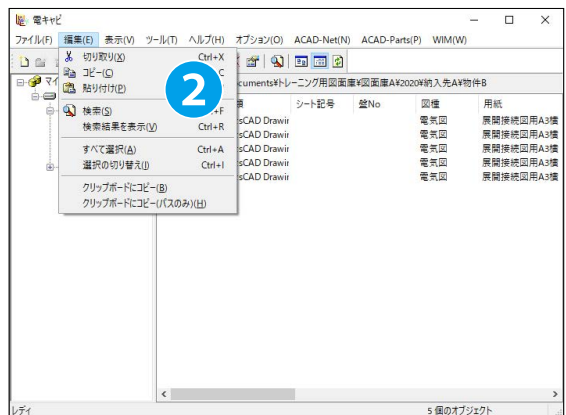 電キャビ
ファイル(F) 編集(E) 表示(V) ツール(T) ヘルプ(H) オプション(O) ACAD-Net(N) ACAD-Parts(P) WIM(W)
切り取り(X) Ctrl+X
コピー(C) C
貼り付け(P)
検索(S) +F
検索結果を表示(V) Ctrl+R
すべて選択(A) Ctrl+A
選択の切り替え(I) Ctrl+I
クリップボードにコピー(B)
クリップボードにコピー(パスのみ)(H)
2
マイ
cuments¥トレーニング用図面庫¥図面庫A¥2020¥納入先A¥物件B
シート記号 盤No 図種 用紙
sCAD Drawin 電気図 展開接続図用A3横
sCAD Drawin 電気図 展開接続図用A3横
sCAD Drawin 電気図 展開接続図用A3横
sCAD Drawin 電気図 展開接続図用A3横
sCAD Drawin 電気図 展開接続図用A3横
レディ 5 個のオブジェクト